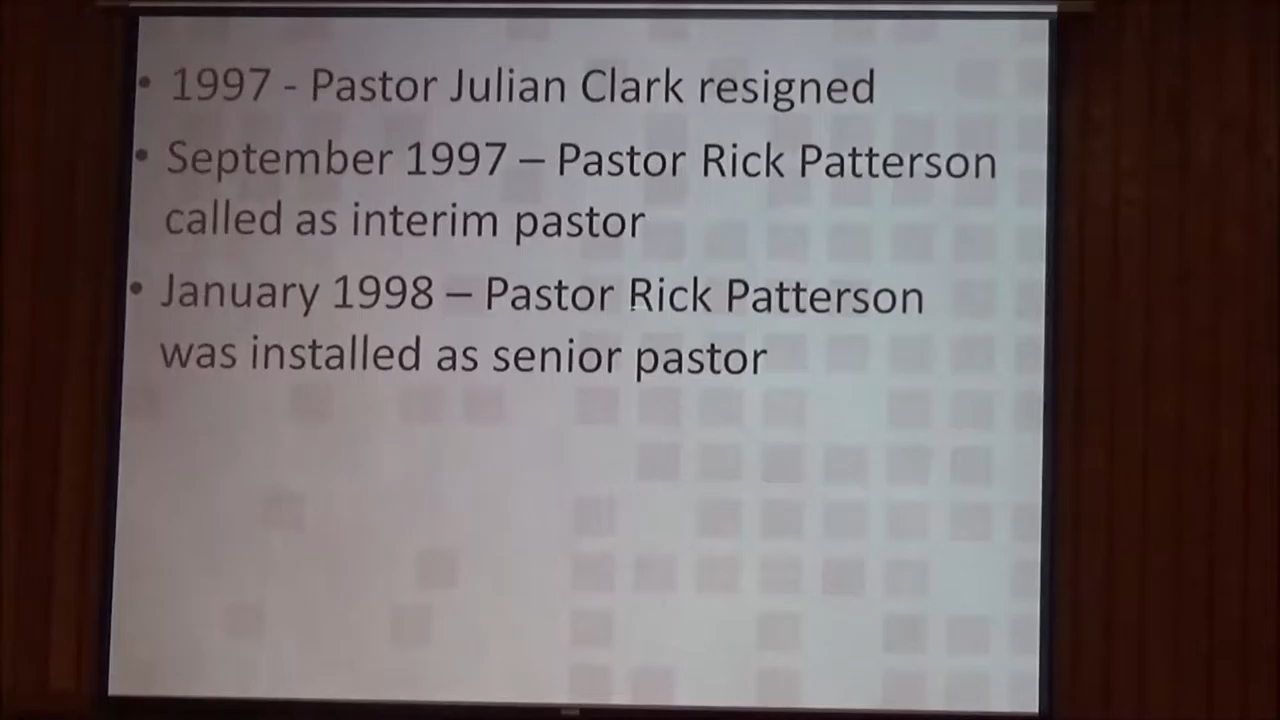 • 1997 - Pastor Julian Clark resigned
• September 1997 – Pastor Rick Patterson
called as interim pastor
• January 1998 – Pastor Rick Patterson
was installed as senior pastor